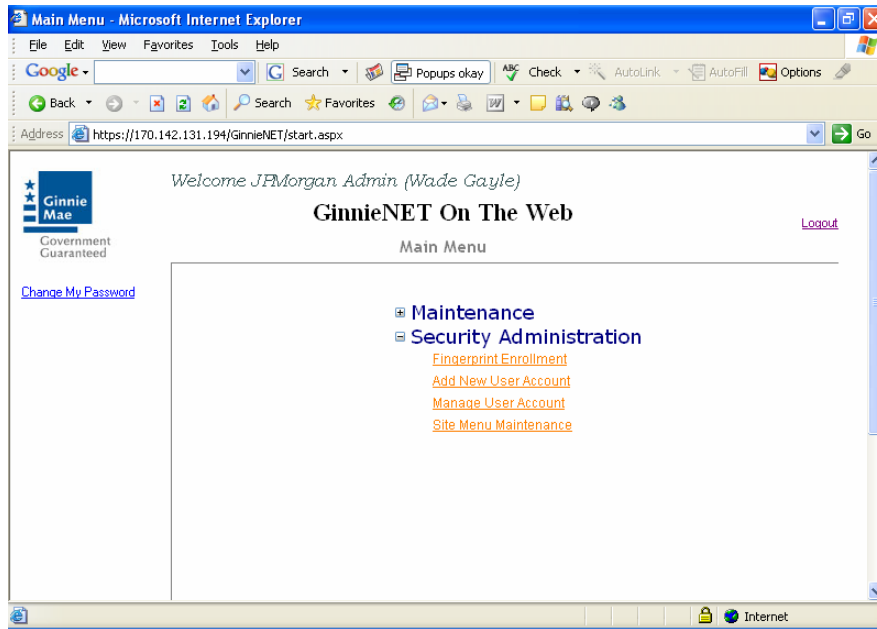 Main Menu - Microsoft Internet Explorer
File Edit View Favorites Tools Help
Google Search Popups okay ABC Check AutoLink AutoFill Options
Back Search Favorites
Address https://170.142.131.194/GinnieNET/start.aspx Go
Welcome JPMorgan Admin (Wade Gayle)
Ginnie
Mae
GinnieNET On The Web
Logout
Government
Guaranteed
Main Menu
Change My Password
Maintenance
Security Administration
Fingerprint Enrollment
Add New User Account
Manage User Account
Site Menu Maintenance
Internet